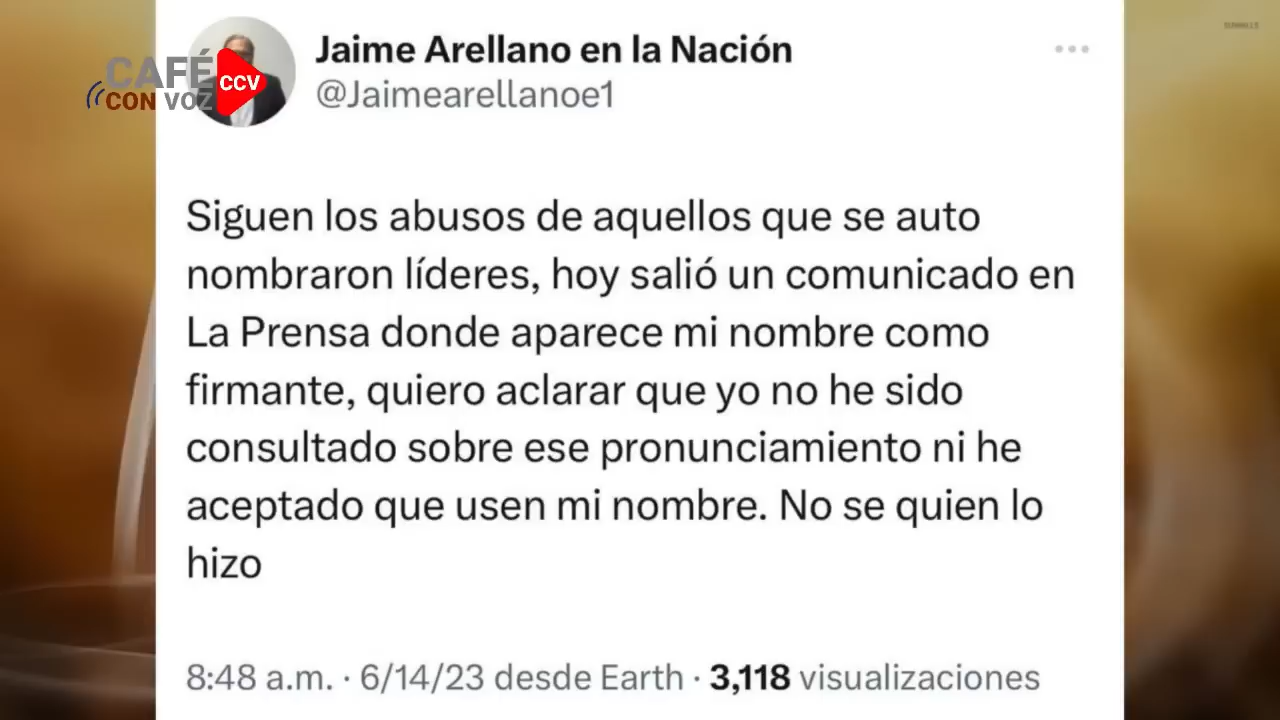 Jaime Arellano en la Nación
@Jaimearellanoe1
CAFÉ
CON VOZ
CCV
Siguen los abusos de aquellos que se auto
nombraron líderes, hoy salió un comunicado en
La Prensa donde aparece mi nombre como
firmante, quiero aclarar que yo no he sido
consultado sobre ese pronunciamiento ni he
aceptado que usen mi nombre. No se quien lo
hizo
8:48 a.m. · 6/14/23 desde Earth · 3,118 visualizaciones